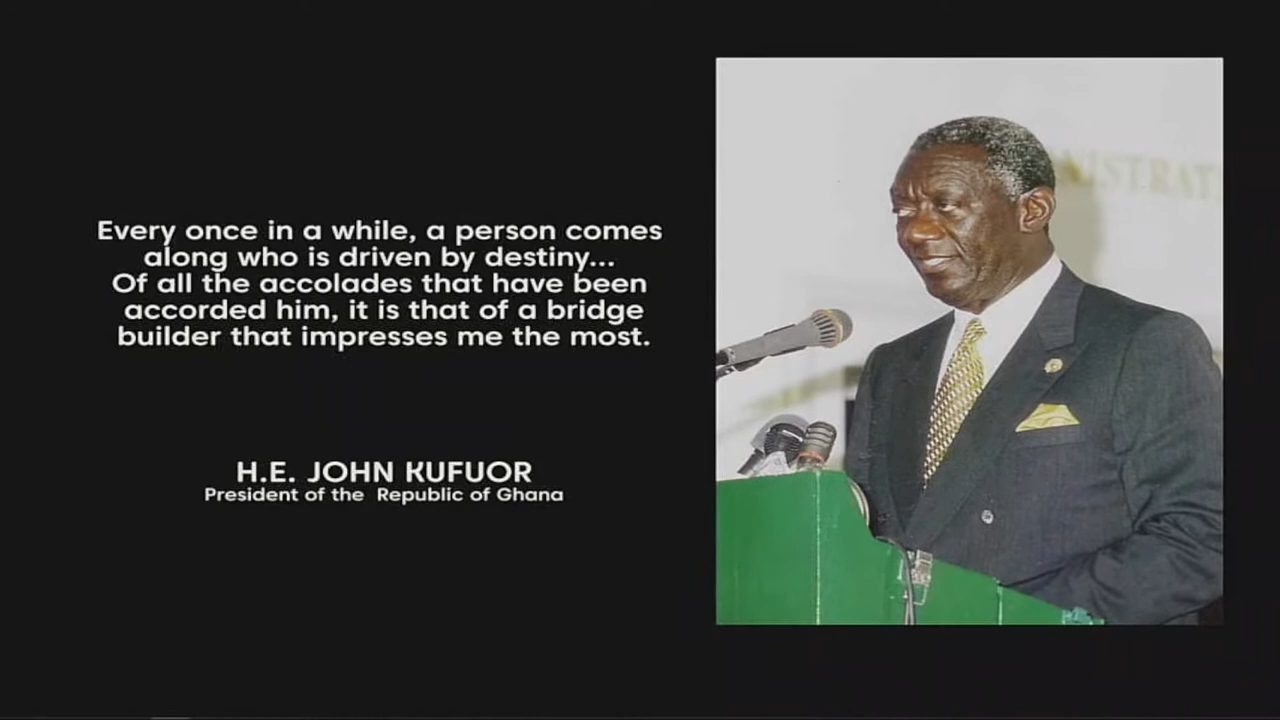 Every once in a while, a person comes
along who is driven by destiny...
Of all the accolades that have been
accorded him, it is that of a bridge
builder that impresses me the most.
H.E. JOHN KUFUOR
President of the Republic of Ghana
NISTRAT